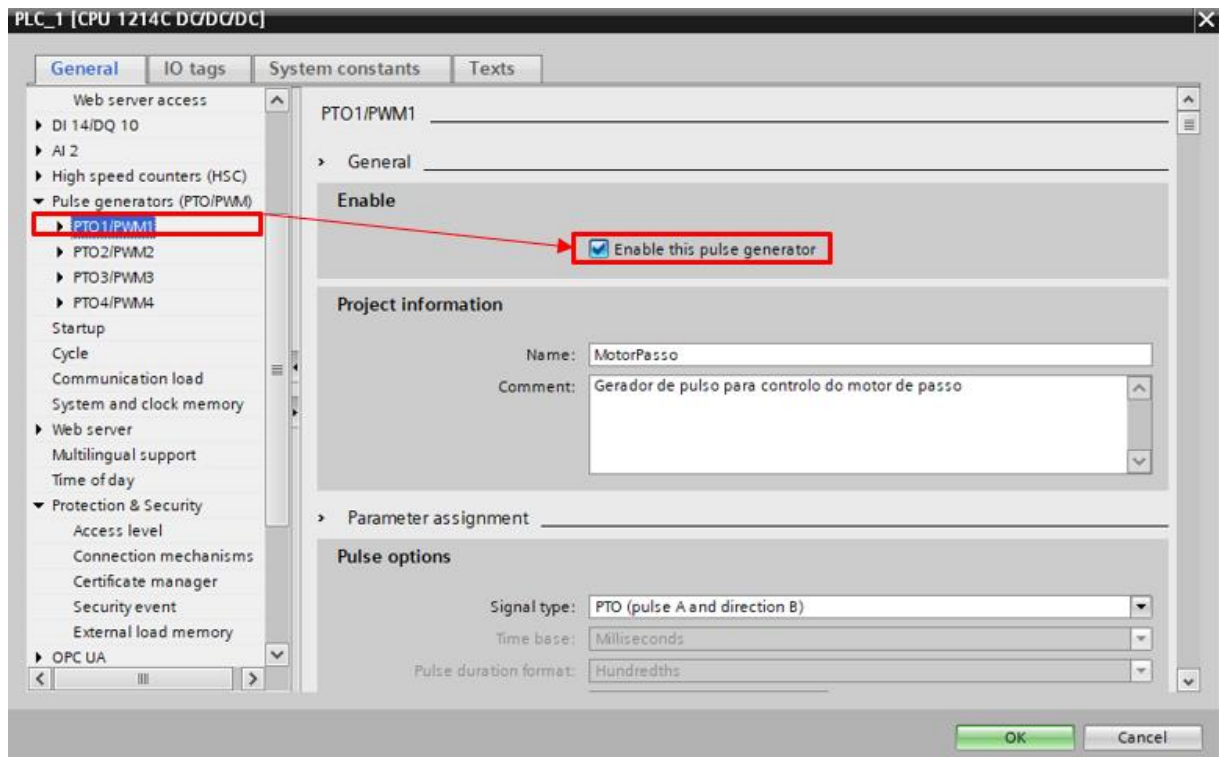 PLC_1 [CPU 1214C DC/DC/DC]
General
IO tags
System constants
Texts
Web server access
DI 14/DQ 10
AI 2
High speed counters (HSC)
Pulse generators (PTO/PWM)
PTO1/PWM1
PTO2/PWM2
PTO3/PWM3
PTO4/PWM4
Startup
Cycle
Communication load
System and clock memory
Web server
Multilingual support
Time of day
Protection & Security
Access level
Connection mechanisms
Certificate manager
Security event
External load memory
OPC UA
PTO1/PWM1
General
Enable
Enable this pulse generator
Project information
Name: MotorPasso
Comment: Gerador de pulso para controlo do motor de passo
Parameter assignment
Pulse options
Signal type: PTO (pulse A and direction B)
Time base: Milliseconds
Pulse duration format: Hundredths
OK
Cancel